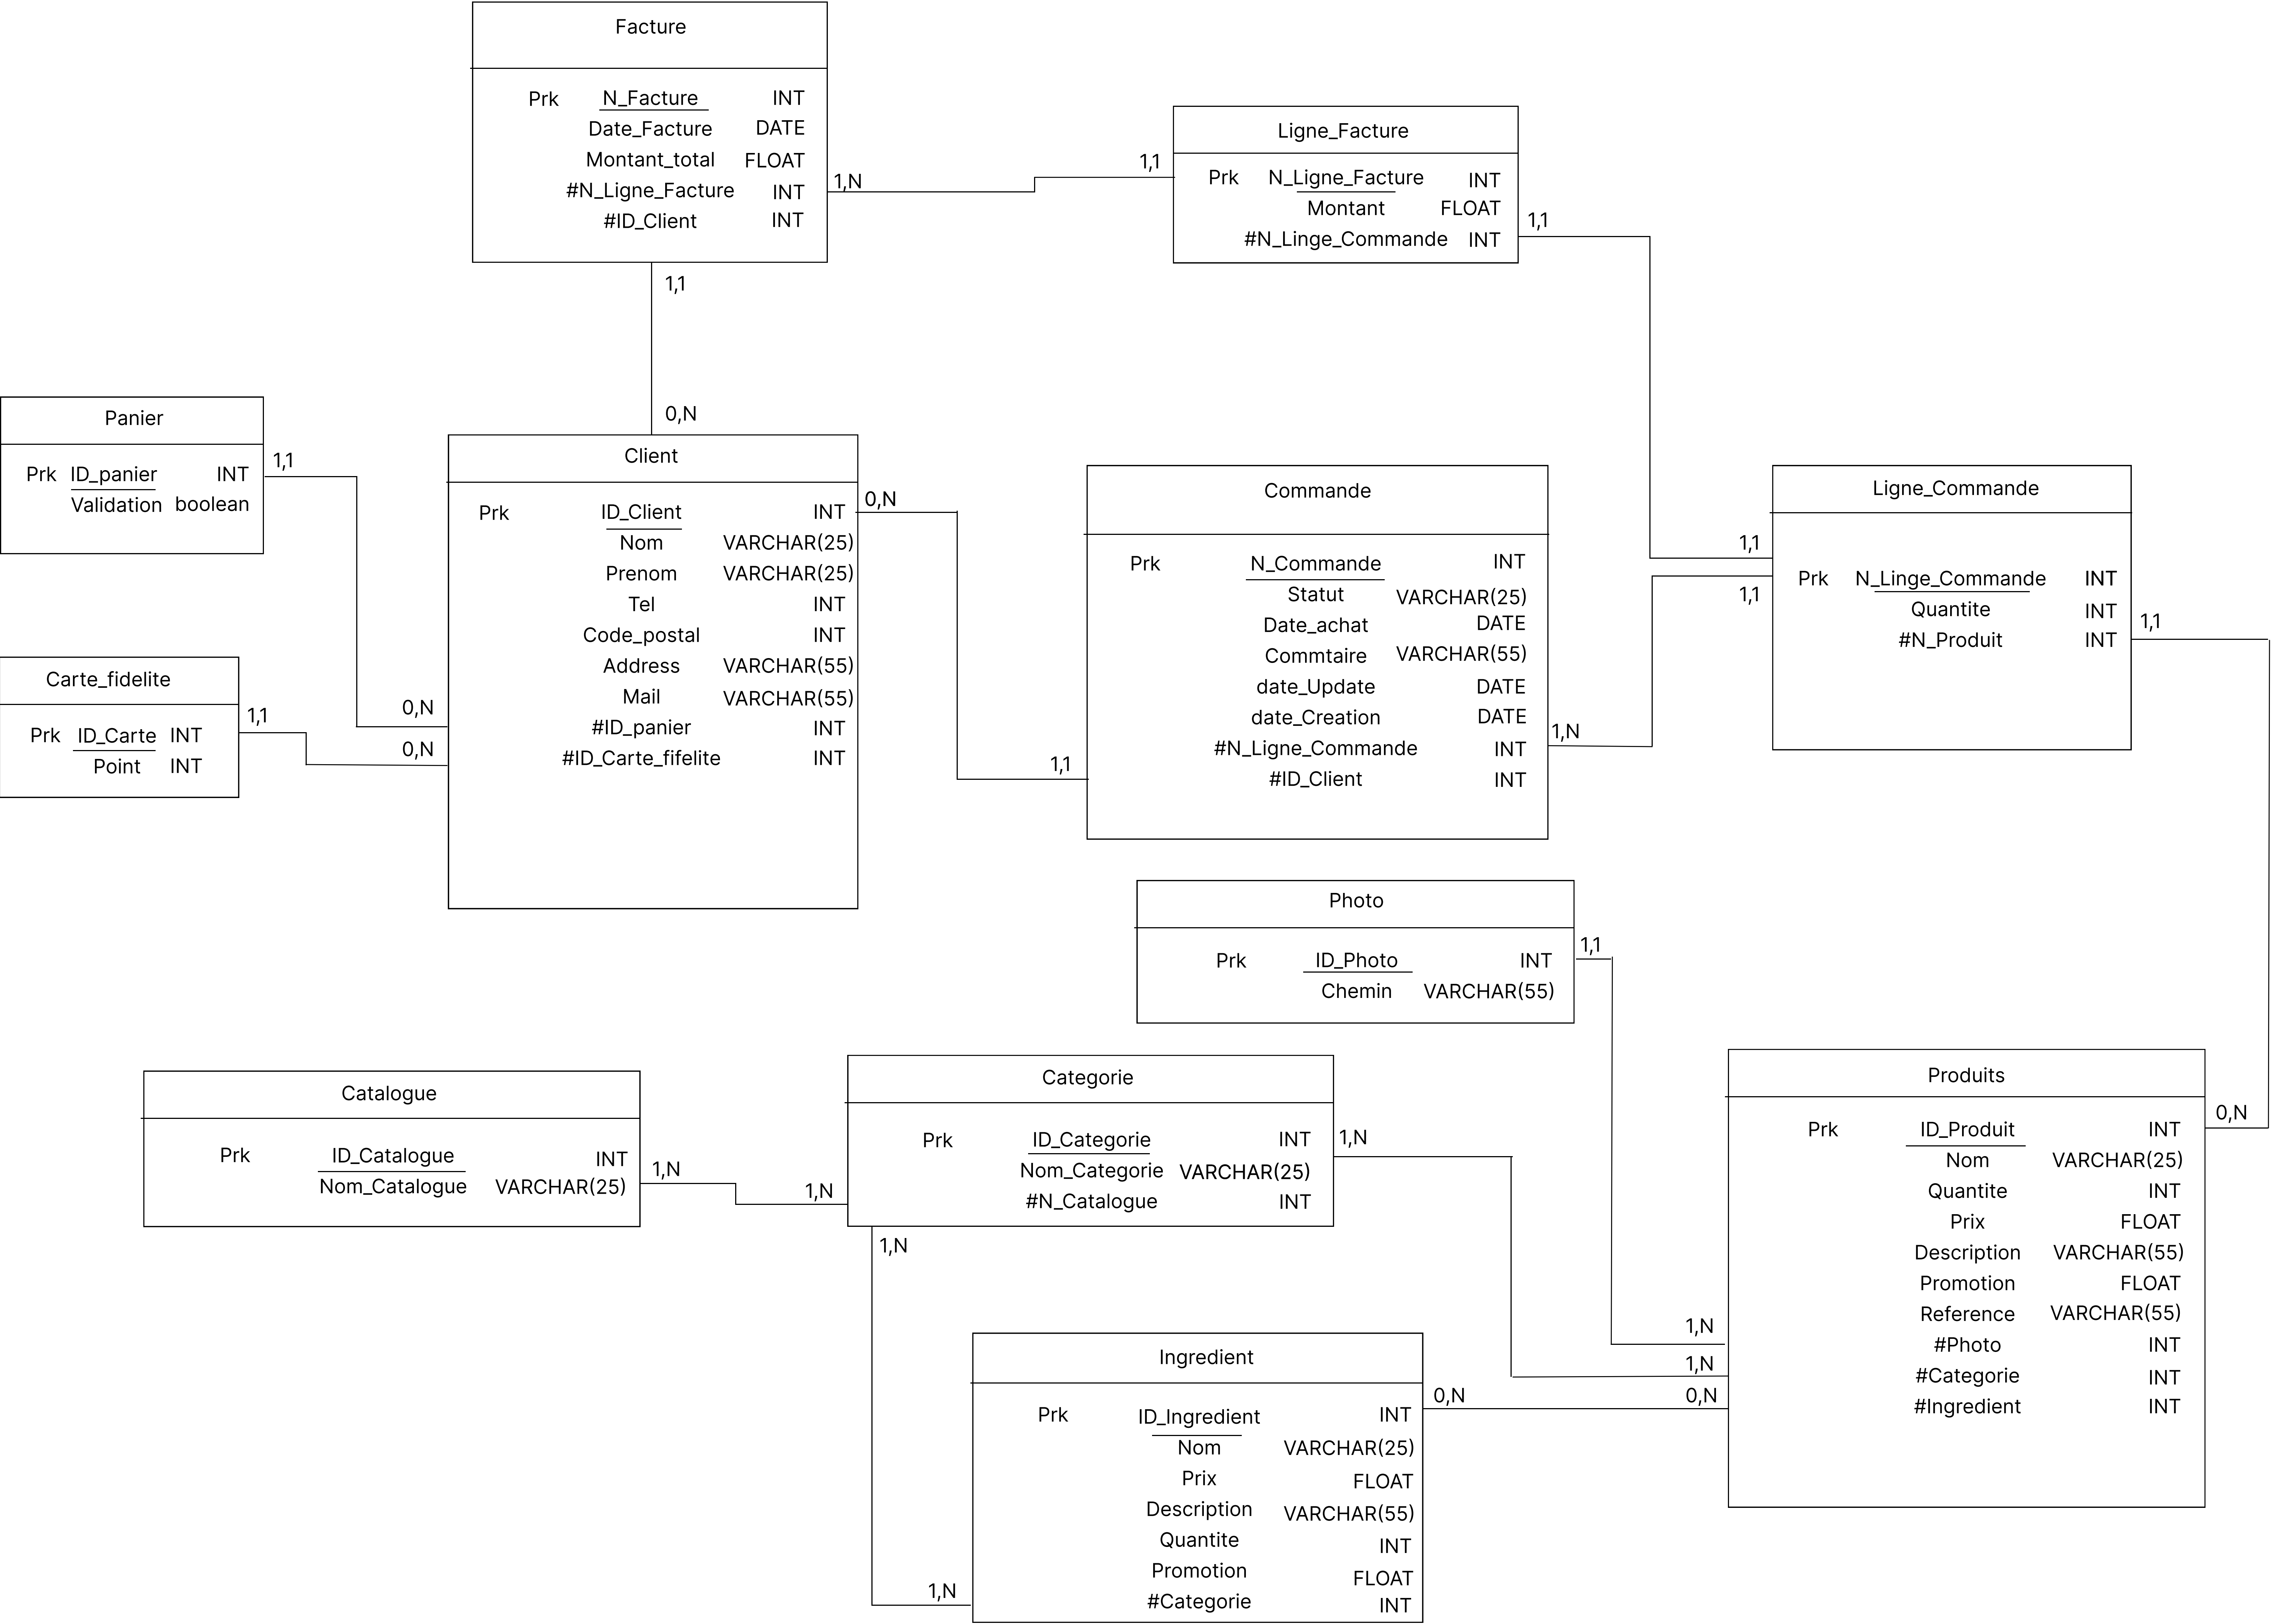 Facture
Prk N_Facture INT
Date_Facture DATE
Montant_total FLOAT
#N_Ligne_Facture INT
#ID_Client INT
1,N
1,1
1,1
0,N
Ligne_Facture
Prk N_Ligne_Facture INT
Montant FLOAT
#N_Linge_Commande INT
1,1
Panier
Prk ID_panier INT
Validation boolean
1,1
0,N
Carte_fidelite
Prk ID_Carte INT
Point INT
1,1
0,N
Client
Prk ID_Client INT
Nom VARCHAR(25)
Prenom VARCHAR(25)
Tel INT
Code_postal INT
Address VARCHAR(55)
Mail VARCHAR(55)
#ID_panier INT
#ID_Carte_fifelite INT
0,N
1,1
Commande
Prk N_Commande INT
Statut VARCHAR(25)
Date_achat DATE
Commtaire VARCHAR(55)
date_Update DATE
date_Creation DATE
#N_Ligne_Commande INT
#ID_Client INT
1,N
1,1
1,1
Ligne_Commande
Prk N_Linge_Commande INT
Quantite INT
#N_Produit INT
1,1
0,N
Photo
Prk ID_Photo INT
Chemin VARCHAR(55)
1,1
1,N
Catalogue
Prk ID_Catalogue INT
Nom_Catalogue VARCHAR(25)
1,N
1,N
Categorie
Prk ID_Categorie INT
Nom_Categorie VARCHAR(25)
#N_Catalogue INT
1,N
1,N
1,N
1,N
Ingredient
Prk ID_Ingredient INT
Nom VARCHAR(25)
Prix FLOAT
Description VARCHAR(55)
Quantite INT
Promotion FLOAT
#Categorie INT
0,N
0,N
Produits
Prk ID_Produit INT
Nom VARCHAR(25)
Quantite INT
Prix FLOAT
Description VARCHAR(55)
Promotion FLOAT
Reference VARCHAR(55)
#Photo INT
#Categorie INT
#Ingredient INT